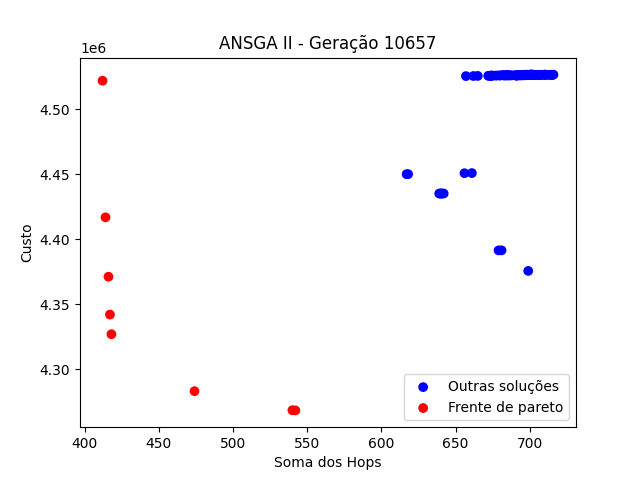 ANSGA II - Geração 10657
1e6
4.50
4.45
4.40
4.35
4.30
Custo
400 450 500 550 600 650 700
Soma dos Hops
Outras soluções
Frente de pareto